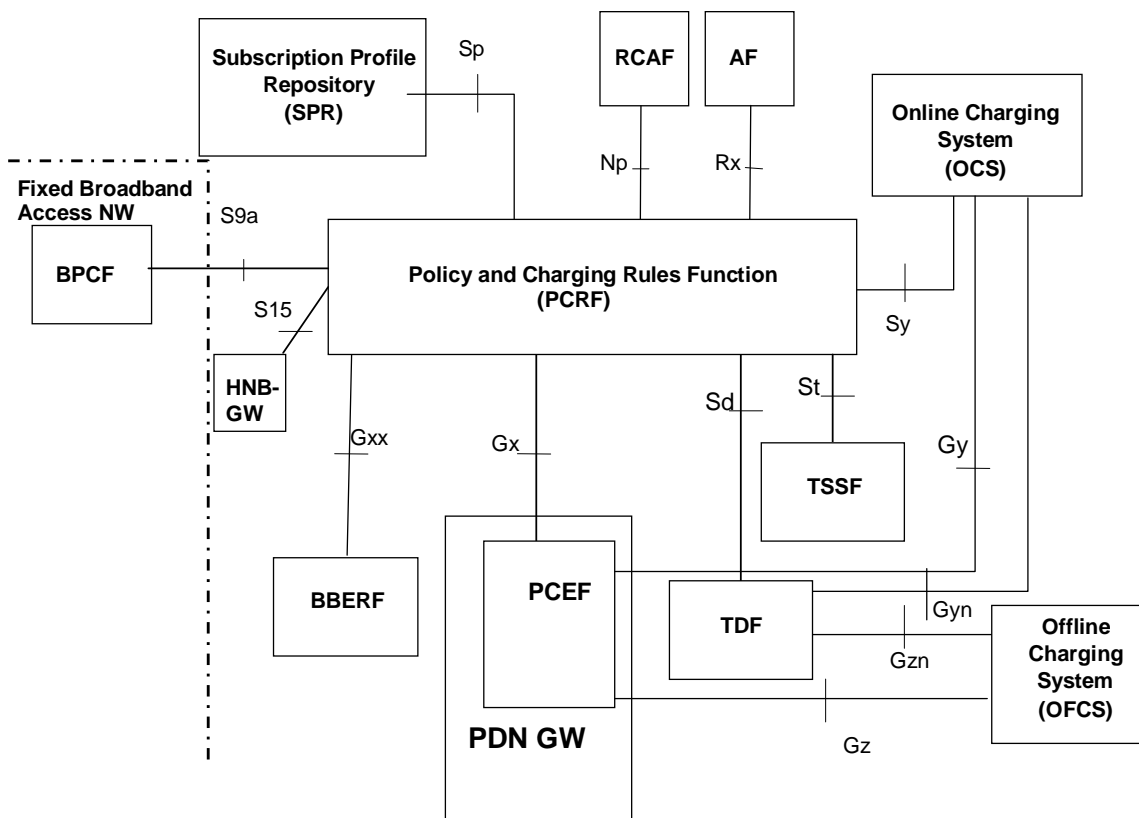 Subscription Profile
Repository
(SPR)
Sp
RCAF
AF
Online Charging
System
(OCS)
Np
Rx
Fixed Broadband
Access NW
S9a
BPCF
Policy and Charging Rules Function
(PCRF)
S15
Sy
HNB-
GW
Gxx
Gx
Sd
St
Gy
TSSF
BBERF
PCEF
TDF
Gyn
Gzn
Offline
Charging
System
(OFCS)
PDN GW
Gz